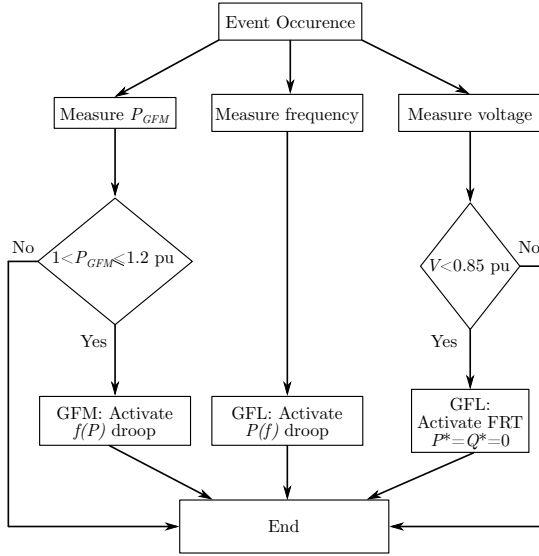 Event Occurence
Measure P_GFM
Measure frequency
Measure voltage
No
1<P_GFM⩽1.2 pu
V<0.85 pu
No
Yes
Yes
GFM: Activate
f(P) droop
GFL: Activate
P(f) droop
GFL:
Activate FRT
P*=Q*=0
End